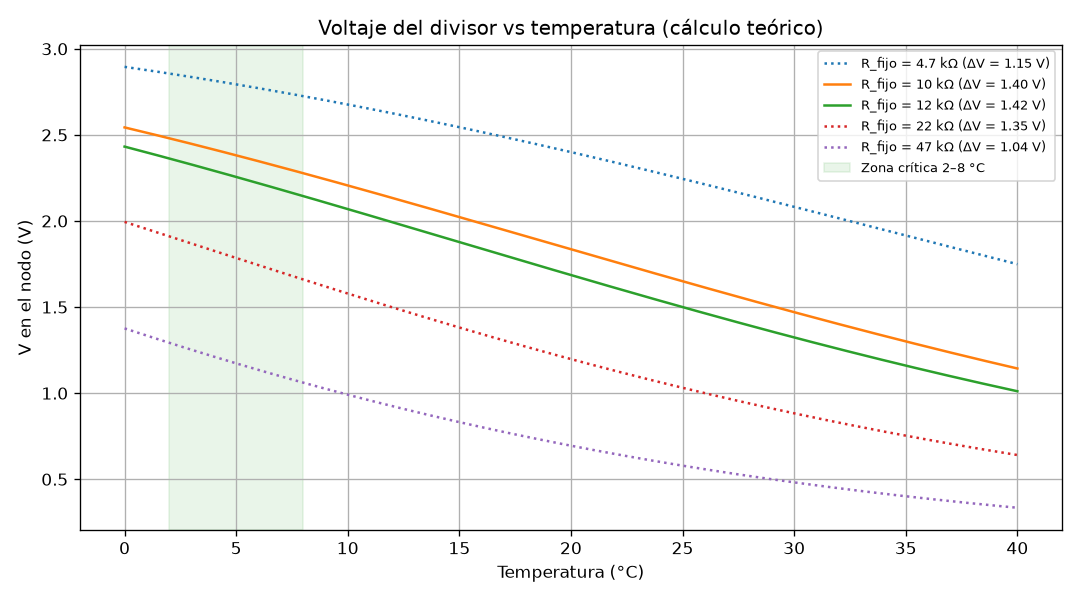 Voltaje del divisor vs temperatura (cálculo teórico)
3.0
2.5
2.0
1.5
1.0
0.5
V en el nodo (V)
R_fijo = 4.7 kΩ (ΔV = 1.15 V)
R_fijo = 10 kΩ (ΔV = 1.40 V)
R_fijo = 12 kΩ (ΔV = 1.42 V)
R_fijo = 22 kΩ (ΔV = 1.35 V)
R_fijo = 47 kΩ (ΔV = 1.04 V)
Zona crítica 2–8 °C
0 5 10 15 20 25 30 35 40
Temperatura (°C)